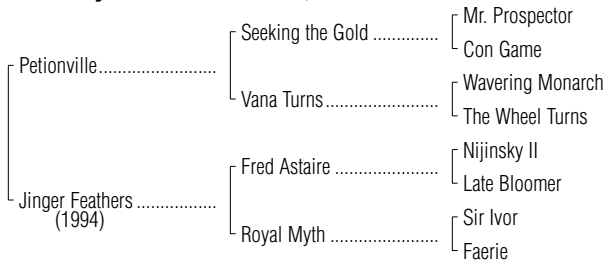 Mr. Prospector
Seeking the Gold ..............
Con Game
Petionville........................
Wavering Monarch
Vana Turns.......................
The Wheel Turns
Nijinsky II
Fred Astaire .....................
Late Bloomer
Jinger Feathers ................
(1994)
Sir Ivor
Royal Myth ......................
Faerie